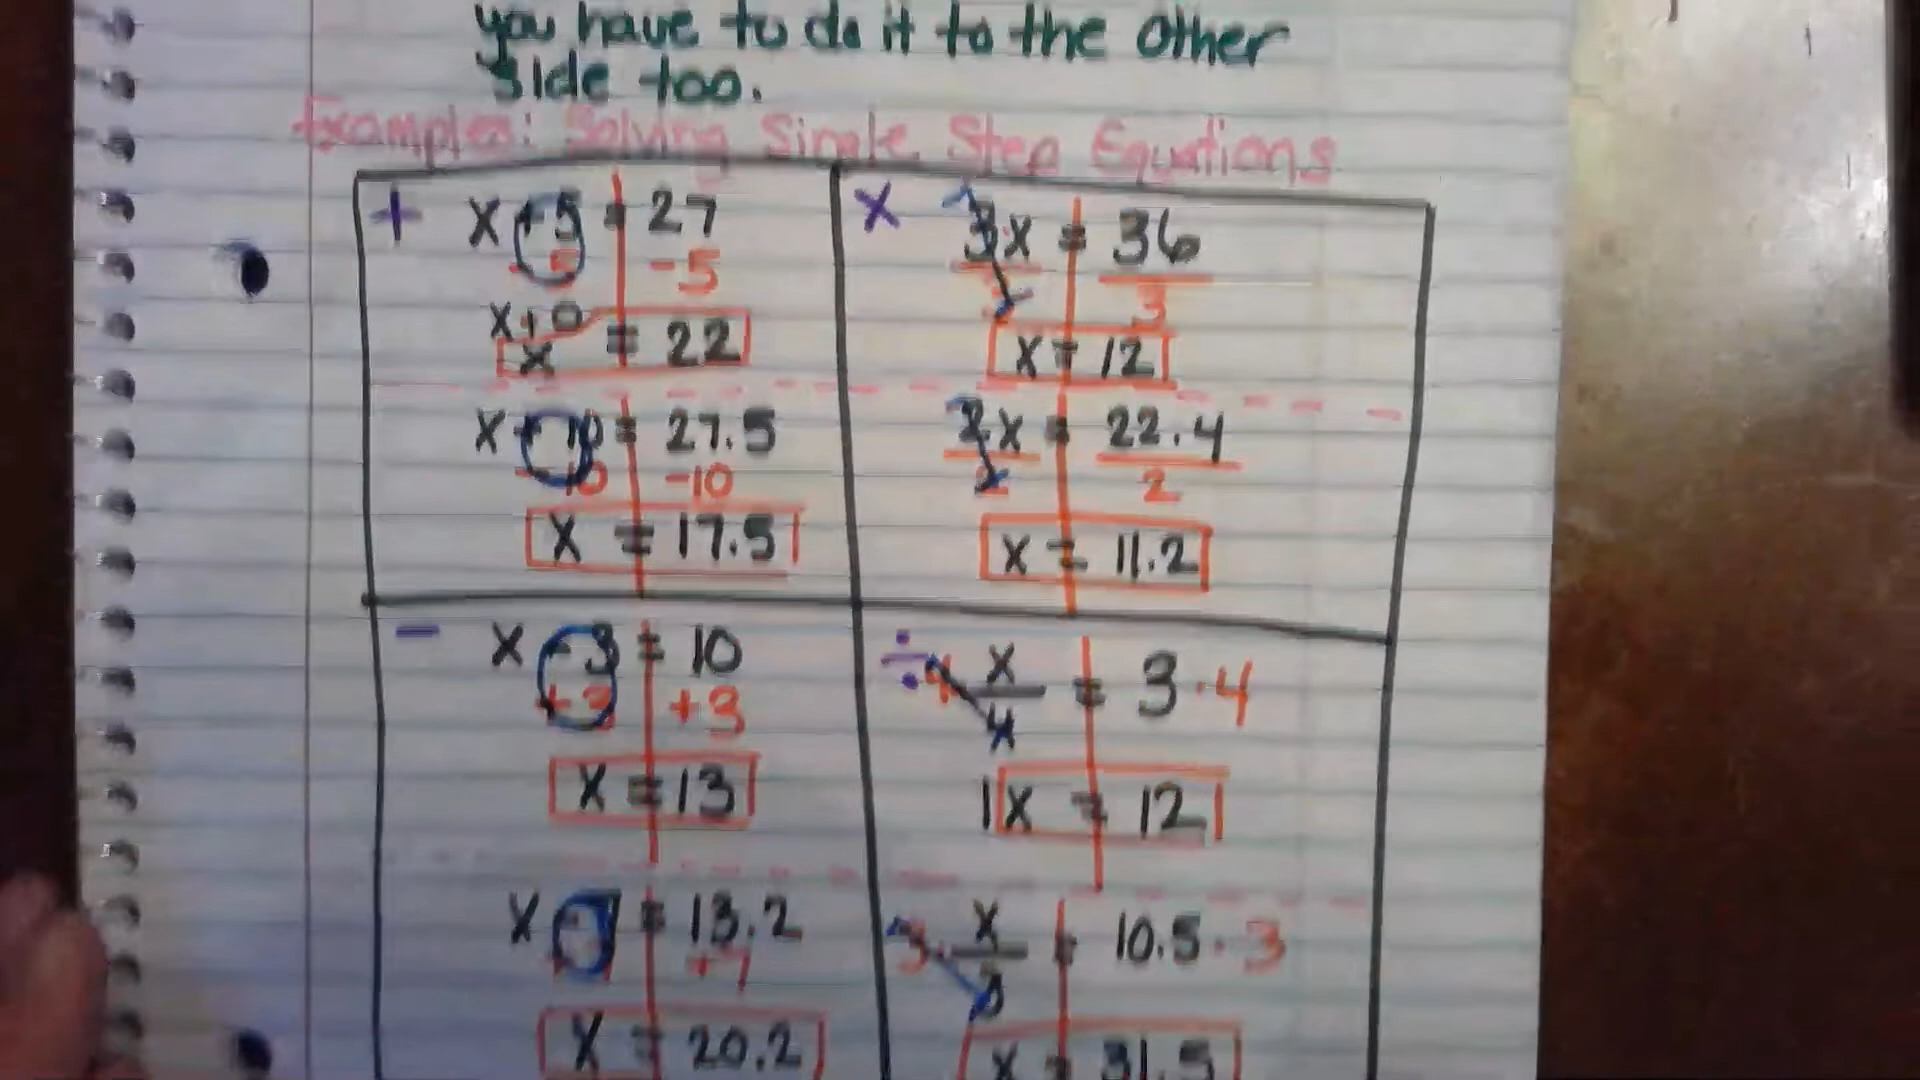 you have to do it to the other
side too.
Examples: Solving Single Step Equations
+ x + 5 = 27
- 5 -5
x + 0
x = 22
x + 10 = 27.5
- 10 -10
x = 17.5
x 3x = 36
3 3
x = 12
2x = 22.4
2 2
x = 11.2
- x - 3 = 10
+3 +3
x = 13
x - 7 = 13.2
+7
x = 20.2
÷ 4 x = 3 · 4
4
1x = 12
3 · x = 10.5 · 3
3
x = 31.5